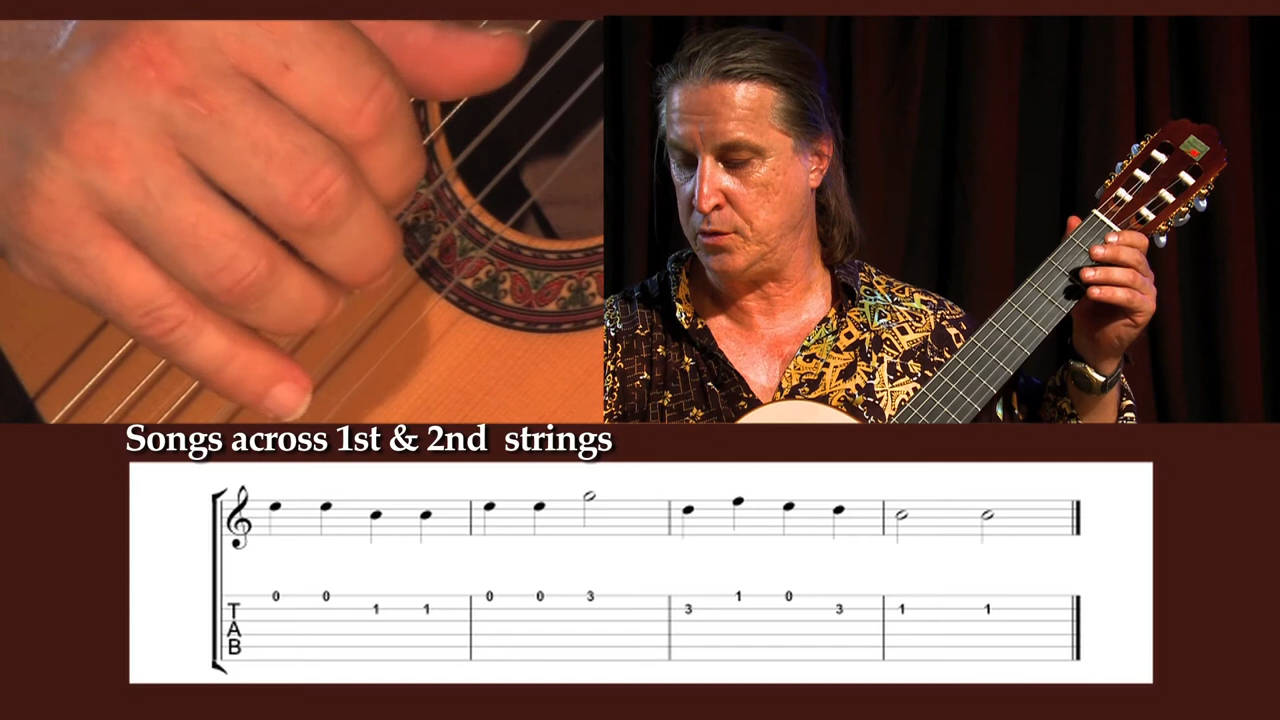 Songs across 1st & 2nd strings
0 0 1 1 0 0 3 3 1 0 3 1 1
T
A
B